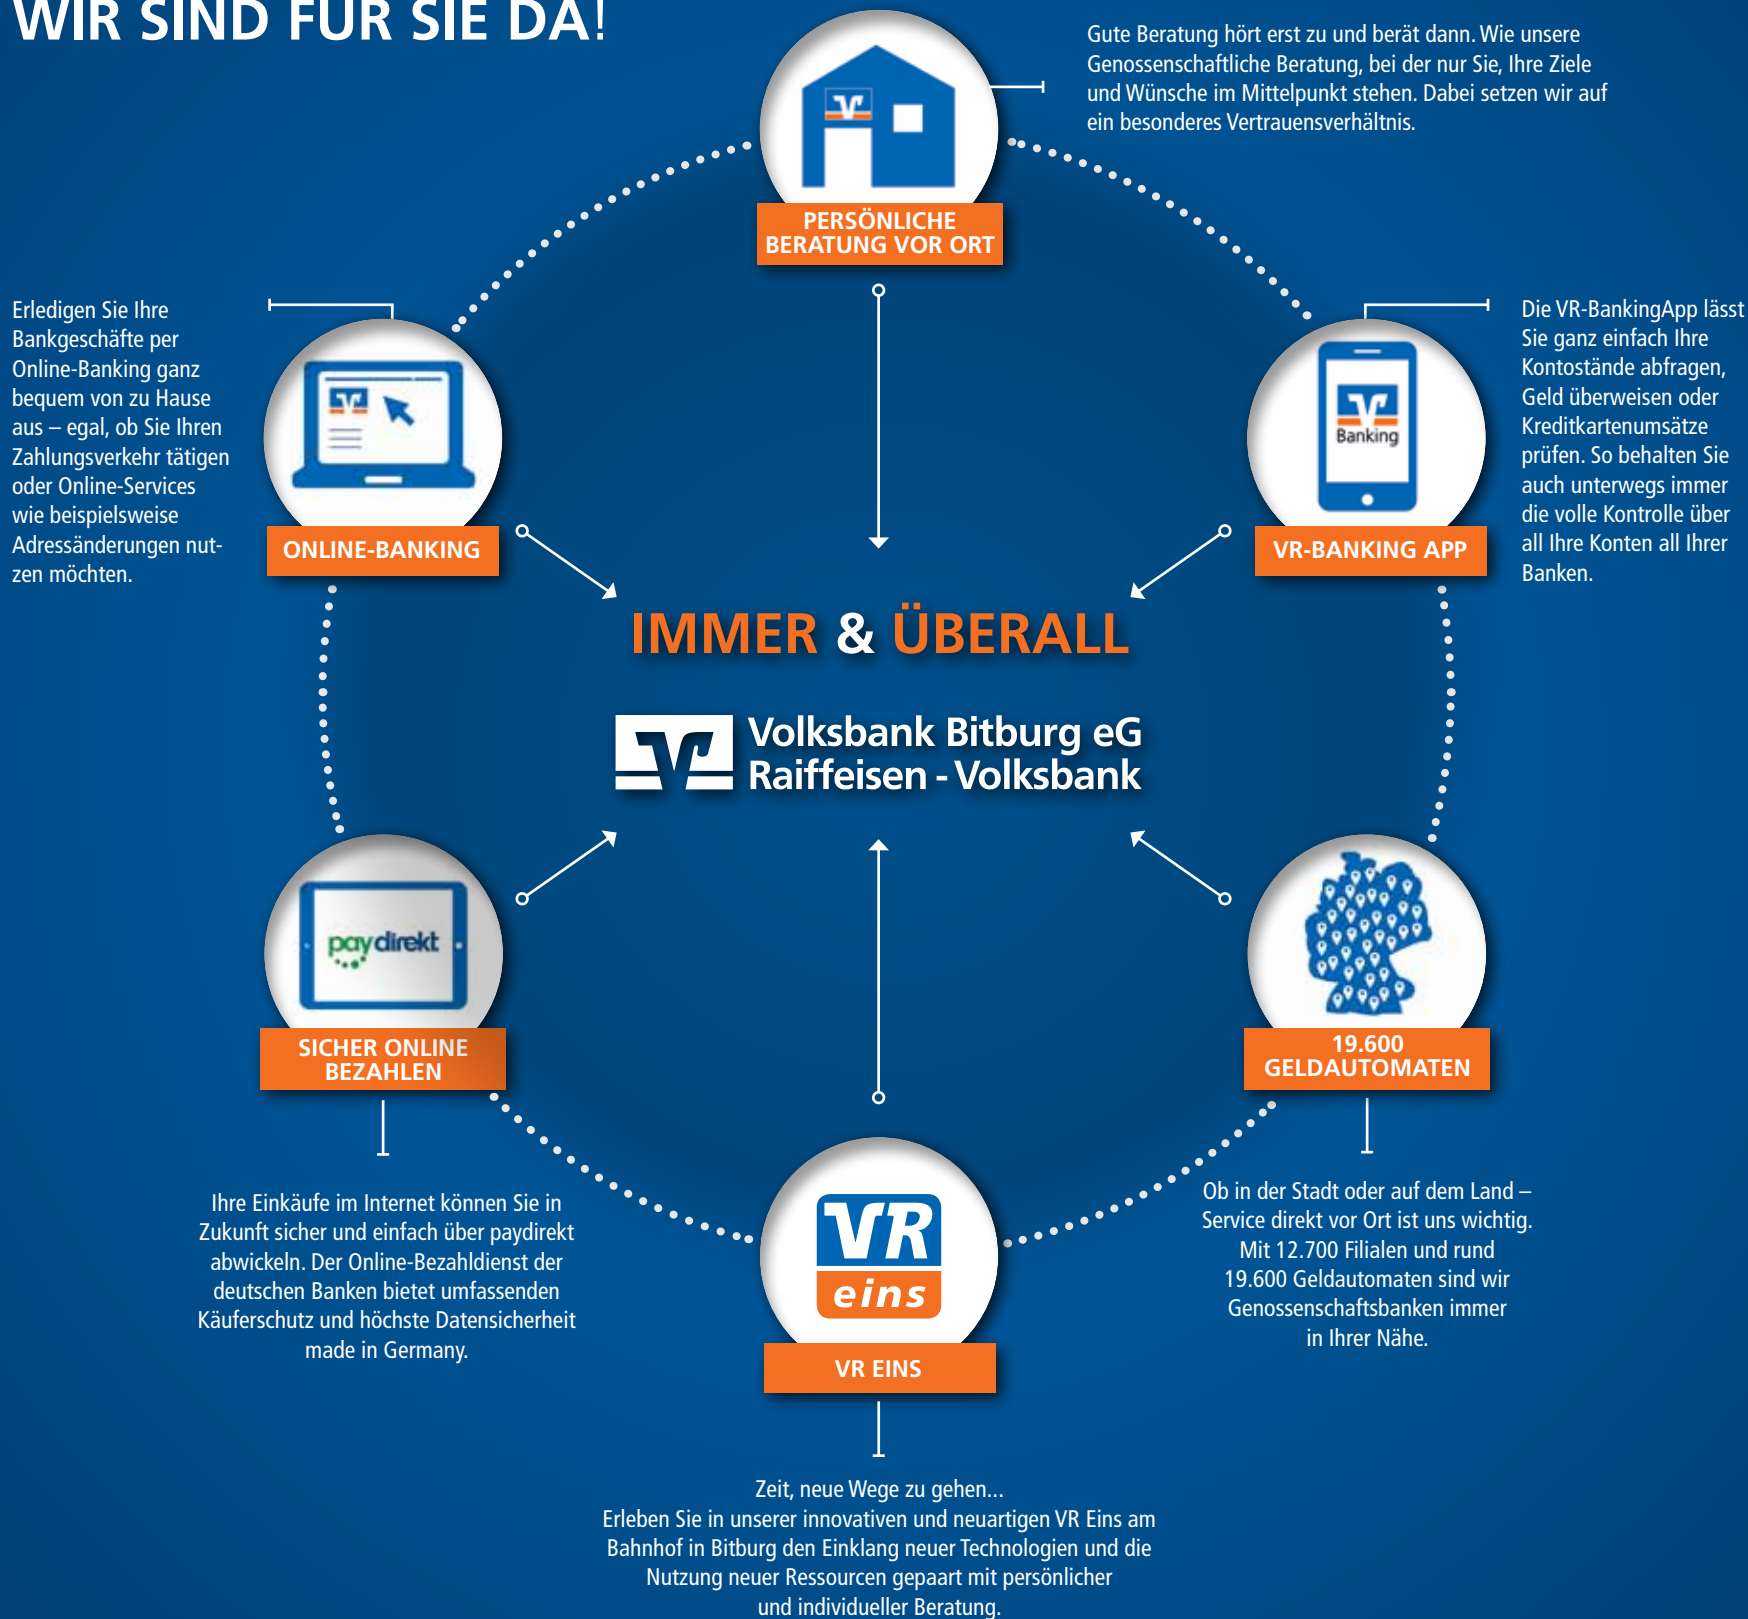 WIR SIND FÜR SIE DA!
Gute Beratung hört erst zu und berät dann. Wie unsere
Genossenschaftliche Beratung, bei der nur Sie, Ihre Ziele
und Wünsche im Mittelpunkt stehen. Dabei setzen wir auf
ein besonderes Vertrauensverhältnis.
PERSÖNLICHE
BERATUNG VOR ORT
Erledigen Sie Ihre
Bankgeschäfte per
Online-Banking ganz
bequem von zu Hause
aus – egal, ob Sie Ihren
Zahlungsverkehr tätigen
oder Online-Services
wie beispielsweise
Adressänderungen nut-
zen möchten.
ONLINE-BANKING
Banking
VR-BANKING APP
Die VR-BankingApp lässt
Sie ganz einfach Ihre
Kontostände abfragen,
Geld überweisen oder
Kreditkartenumsätze
prüfen. So behalten Sie
auch unterwegs immer
die volle Kontrolle über
all Ihre Konten all Ihrer
Banken.
IMMER & ÜBERALL
Volksbank Bitburg eG
Raiffeisen - Volksbank
paydirekt
SICHER ONLINE
BEZAHLEN
Ihre Einkäufe im Internet können Sie in
Zukunft sicher und einfach über paydirekt
abwickeln. Der Online-Bezahldienst der
deutschen Banken bietet umfassenden
Käuferschutz und höchste Datensicherheit
made in Germany.
19.600
GELDAUTOMATEN
Ob in der Stadt oder auf dem Land –
Service direkt vor Ort ist uns wichtig.
Mit 12.700 Filialen und rund
19.600 Geldautomaten sind wir
Genossenschaftsbanken immer
in Ihrer Nähe.
VR
eins
VR EINS
Zeit, neue Wege zu gehen...
Erleben Sie in unserer innovativen und neuartigen VR Eins am
Bahnhof in Bitburg den Einklang neuer Technologien und die
Nutzung neuer Ressourcen gepaart mit persönlicher
und individueller Beratung.